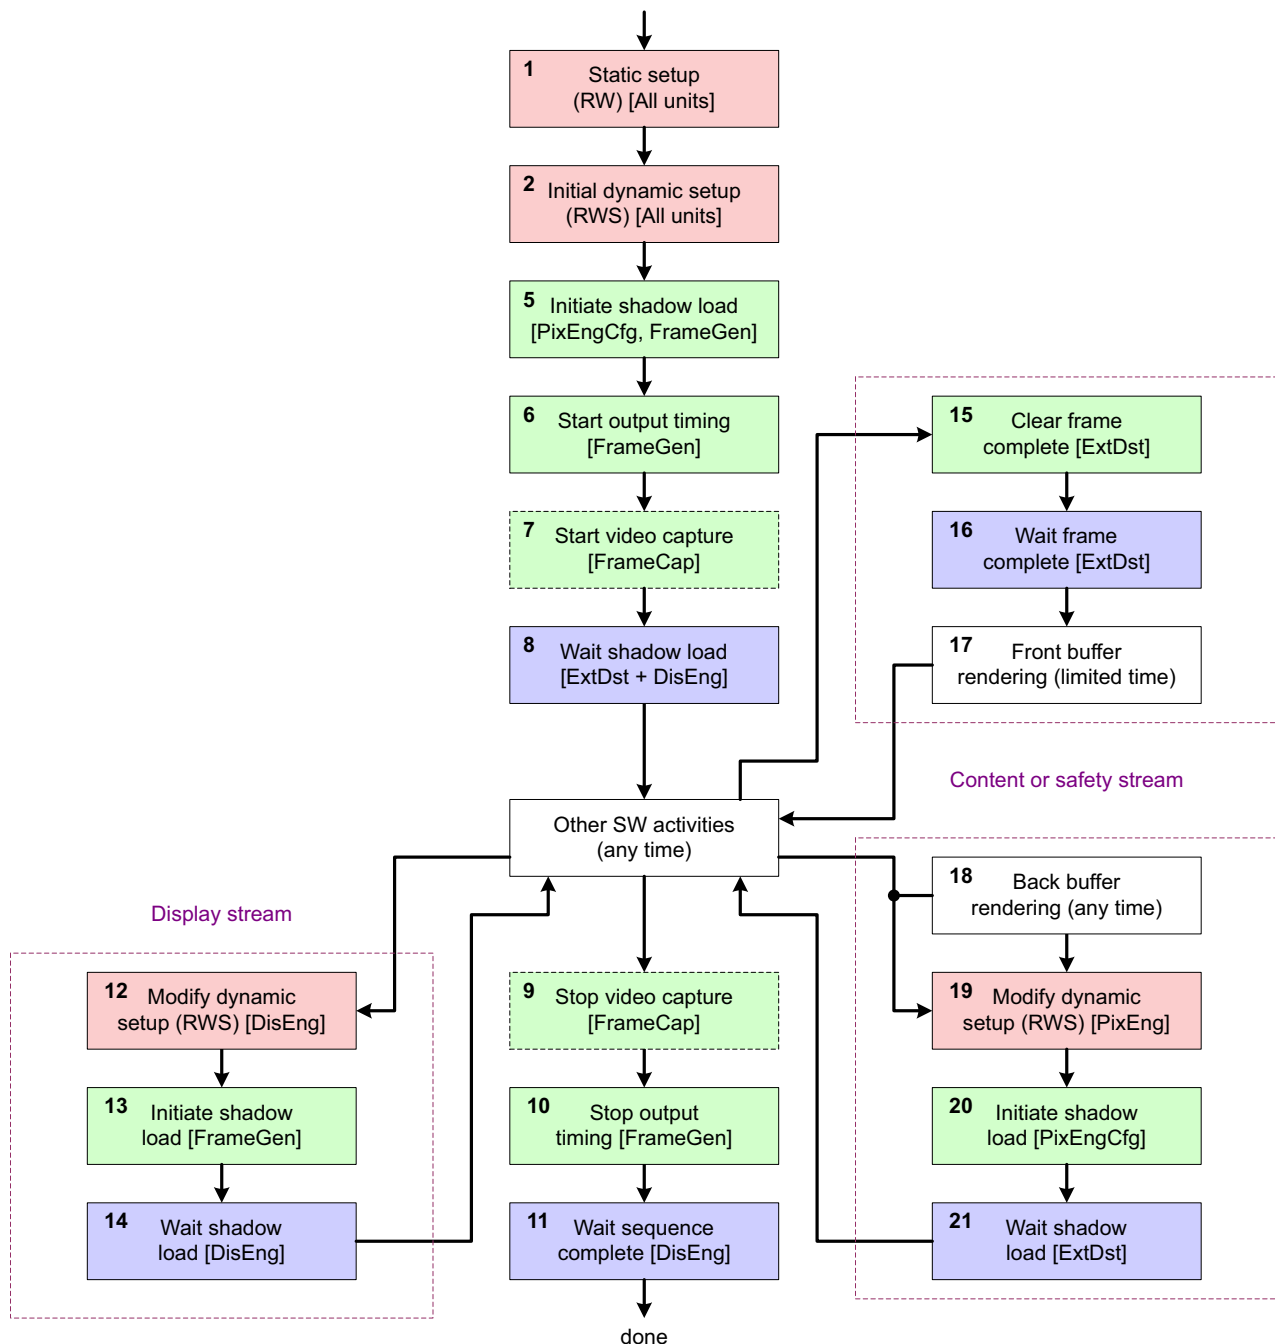 1
Static setup
(RW) [All units]
2
Initial dynamic setup
(RWS) [All units]
5
Initiate shadow load
[PixEngCfg, FrameGen]
6
Start output timing
[FrameGen]
7
Start video capture
[FrameCap]
8
Wait shadow load
[ExtDst + DisEng]
15
Clear frame
complete [ExtDst]
16
Wait frame
complete [ExtDst]
17
Front buffer
rendering (limited time)
Content or safety stream
Other SW activities
(any time)
Display stream
12
Modify dynamic
setup (RWS) [DisEng]
13
Initiate shadow
load [FrameGen]
14
Wait shadow
load [DisEng]
9
Stop video capture
[FrameCap]
10
Stop output
timing [FrameGen]
11
Wait sequence
complete [DisEng]
done
18
Back buffer
rendering (any time)
19
Modify dynamic
setup (RWS) [PixEng]
20
Initiate shadow
load [PixEngCfg]
21
Wait shadow
load [ExtDst]